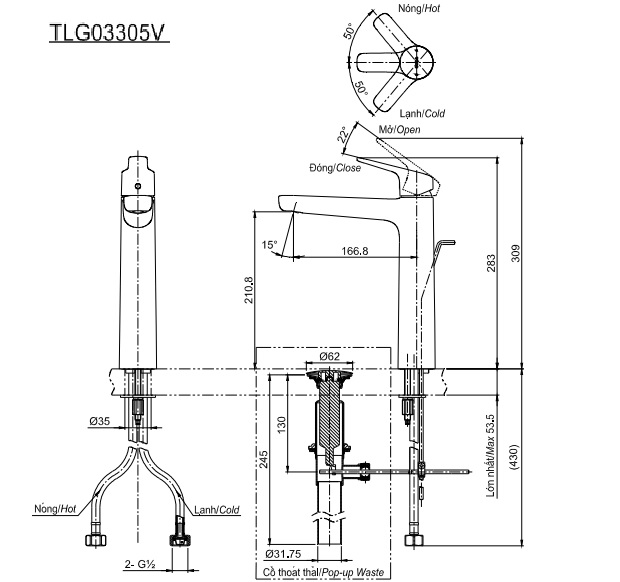 TLG03305V
Nóng/Hot
50°
50°
Lạnh/Cold
Mở/Open
22°
Đóng/Close
15°
166.8
210.8
283
309
Ø62
Ø35
130
245
Lớn nhất/Max 53.5
(430)
Nóng/Hot
Lạnh/Cold
2- G½
Ø31.75
Cổ thoát thải/Pop-up Waste